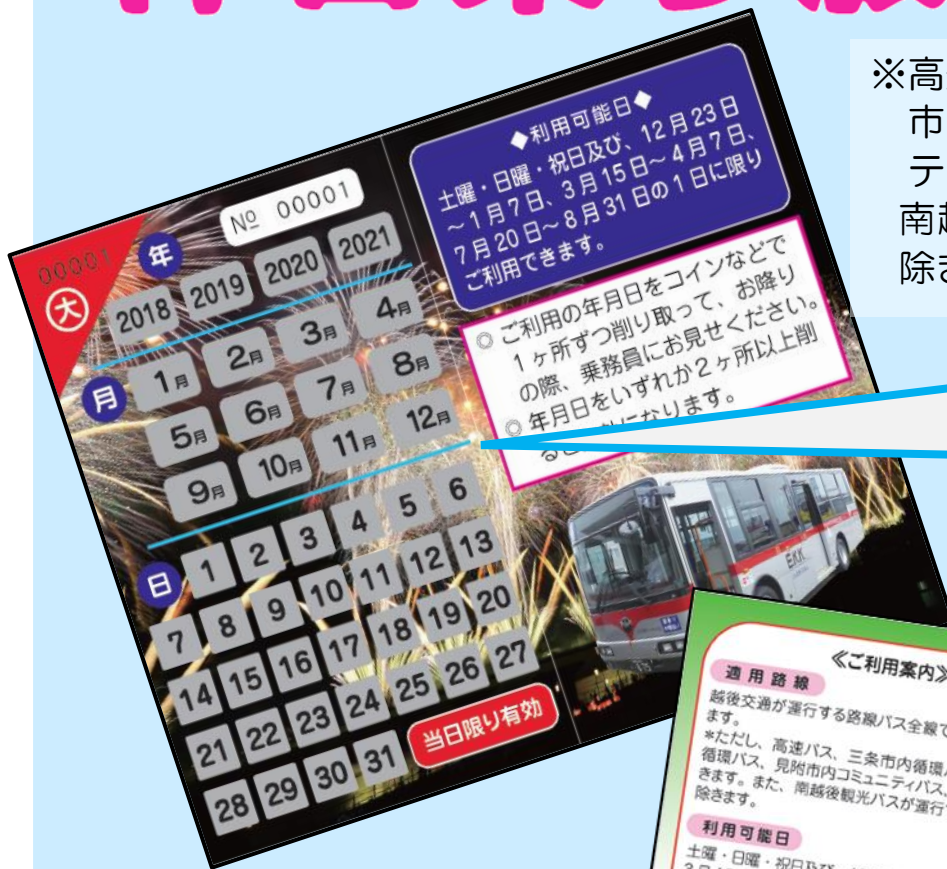 ※高
市
テ
南越
除き
00001
大
年
№ 00001
2018 2019 2020 2021
月
1月 2月 3月 4月
5月 6月 7月 8月
9月 10月 11月 12月
日
1 2 3 4 5 6
7 8 9 10 11 12 13
14 15 16 17 18 19 20
21 22 23 24 25 26 27
28 29 30 31
当日限り有効
◆利用可能日◆
土曜・日曜・祝日及び、12月23日
～1月7日、3月15日～4月7日、
7月20日～8月31日の1日に限り
ご利用できます。
◎ ご利用の年月日をコインなどで
1ヶ所ずつ削り取って、お降り
の際、乗務員にお見せください。
◎ 年月日をいずれか2ヶ所以上削
ります。
EKK
≪ご利用案内≫
適用路線
越後交通が運行する路線バス全線で
ます。
*ただし、高速バス、三条市内循環
循環バス、見附市内コミュニティバス、
きます。また、南越後観光バスが運行
除きます。
利用可能日
土曜・日曜・祝日及び